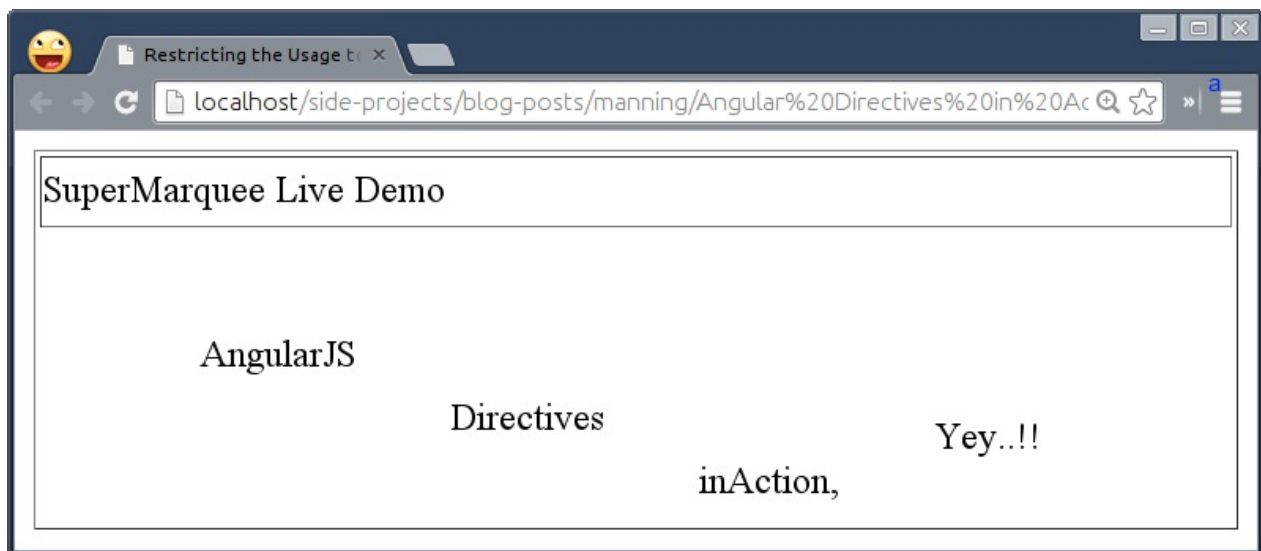 Restricting the Usage t
localhost/side-projects/blog-posts/manning/Angular%20Directives%20in%20Ac
»
a
SuperMarquee Live Demo
AngularJS
Directives
Yey..!!
inAction,